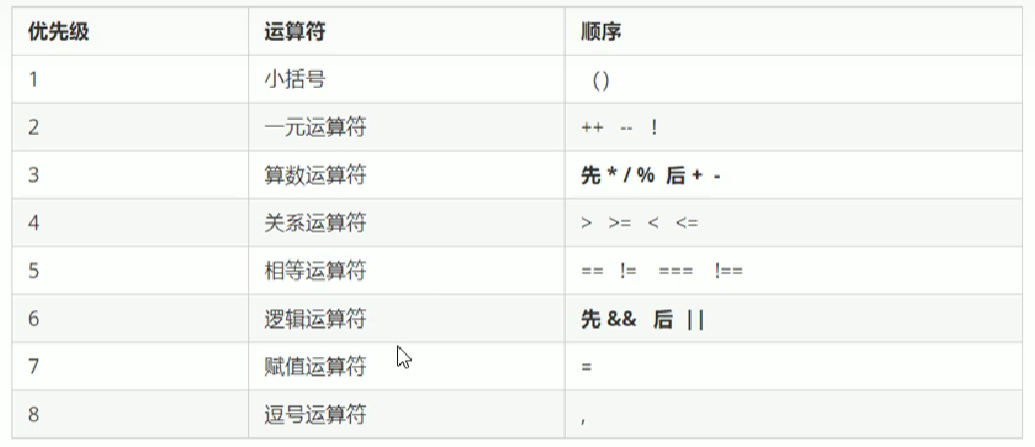 优先级 运算符 顺序
1 小括号 ()
2 一元运算符 ++ -- !
3 算数运算符 先 * / % 后 + -
4 关系运算符 > >= < <=
5 相等运算符 == != === !==
6 逻辑运算符 先 && 后 ||
7 赋值运算符 =
8 逗号运算符 ,